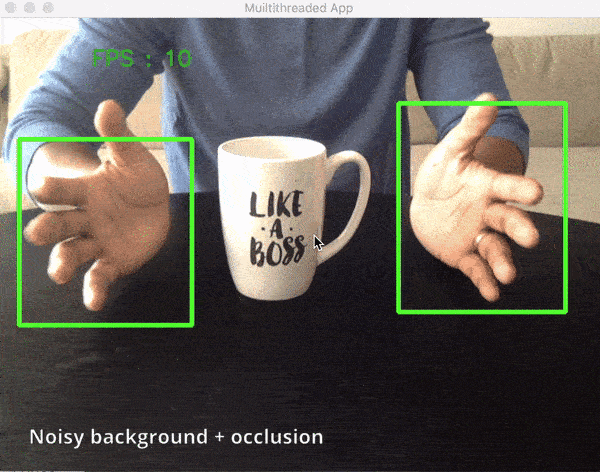 Muiltithreaded App
FPS : 10
LIKE
· A ·
BOSS
Noisy background + occlusion